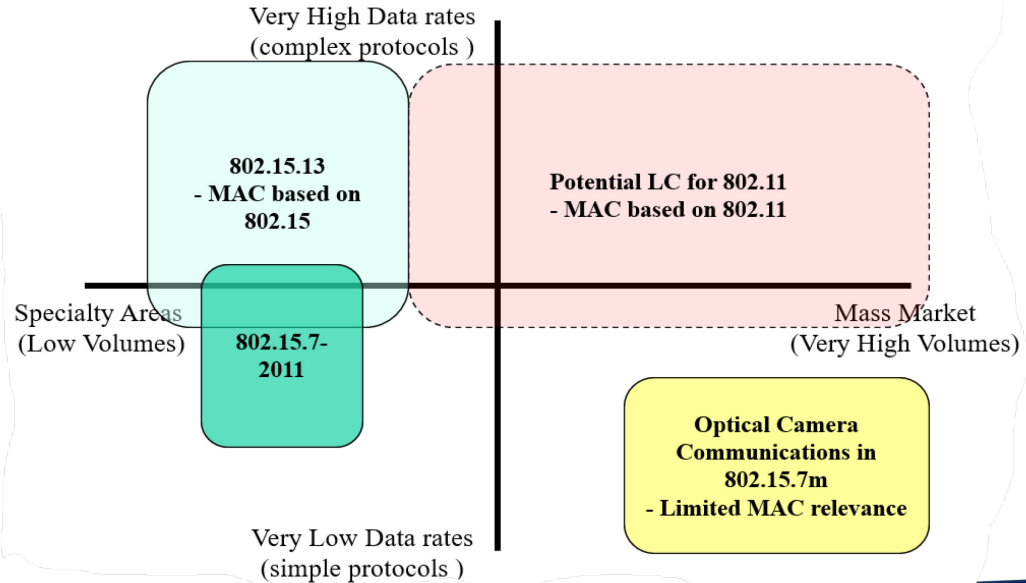 Very High Data rates
(complex protocols )
802.15.13
- MAC based on
802.15
Potential LC for 802.11
- MAC based on 802.11
Specialty Areas
(Low Volumes)
Mass Market
(Very High Volumes)
802.15.7-
2011
Optical Camera
Communications in
802.15.7m
- Limited MAC relevance
Very Low Data rates
(simple protocols )